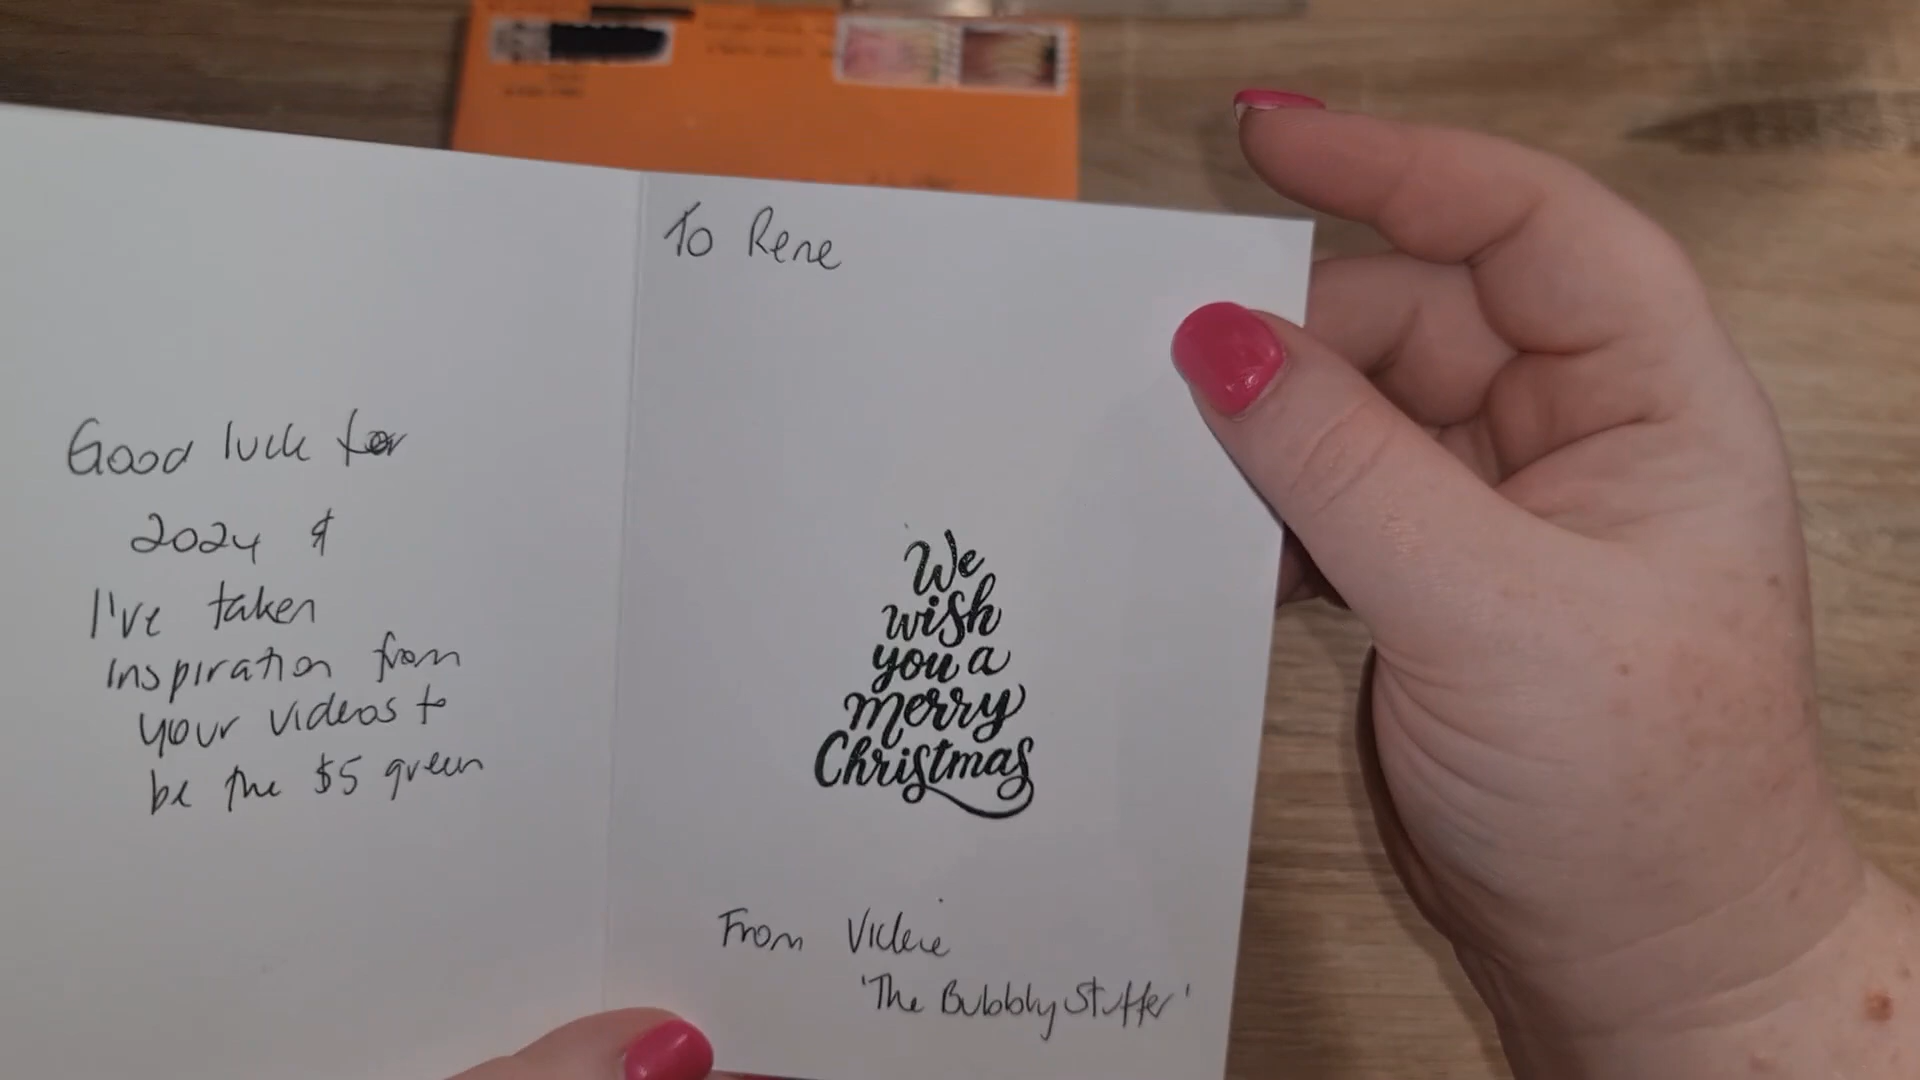 Good luck for
2024 &
I've taken
inspiration from
your videos to
be the $5 queen
To Rene
We
wish
you a
merry
Christmas
From Vickie
'The Bubbly Stuffer'